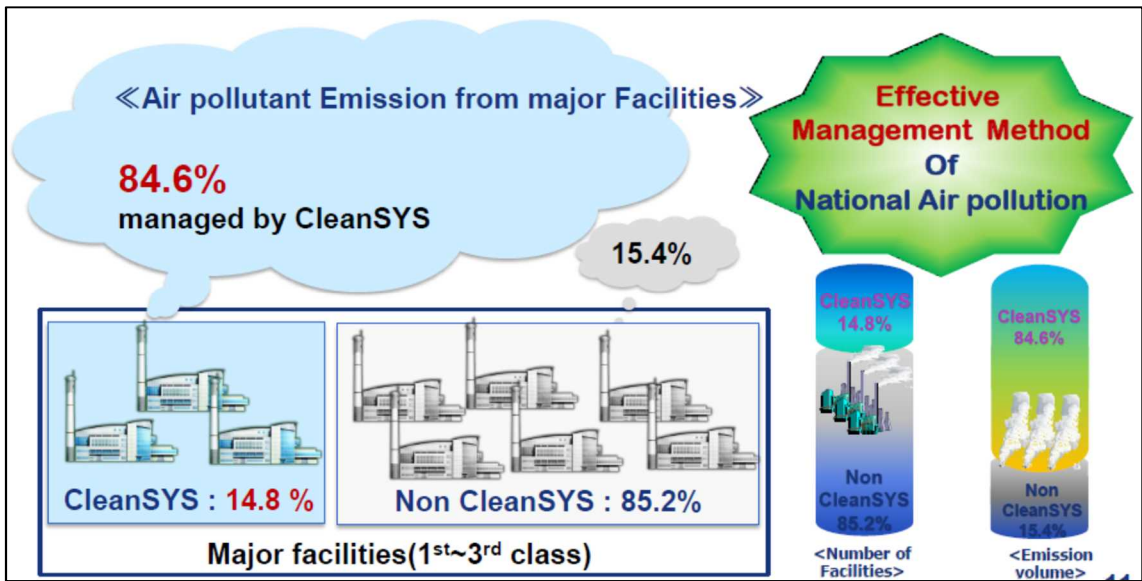 ≪Air pollutant Emission from major Facilities≫
84.6%
managed by CleanSYS
15.4%
CleanSYS : 14.8 %
Non CleanSYS : 85.2%
Major facilities(1st~3rd class)
Effective
Management Method
Of
National Air pollution
CleanSYS
14.8%
Non
CleanSYS
85.2%
<Number of
Facilities>
CleanSYS
84.6%
Non
CleanSYS
15.4%
<Emission
volume>